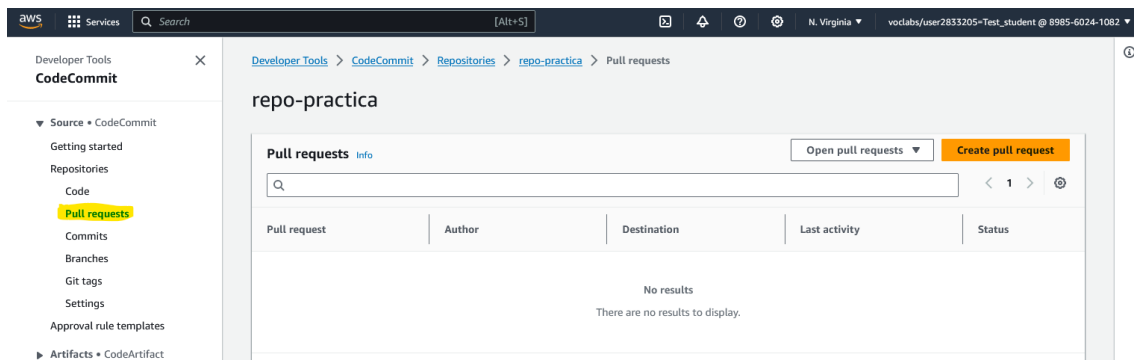 aws Services Search [Alt+S] N. Virginia ▼ voclabs/user2833205=Test_student @ 8985-6024-1082 ▼
Developer Tools
CodeCommit
▼ Source • CodeCommit
Getting started
Repositories
Code
Pull requests
Commits
Branches
Git tags
Settings
Approval rule templates
▶ Artifacts • CodeArtifact
Developer Tools > CodeCommit > Repositories > repo-practica > Pull requests
repo-practica
Pull requests Info Open pull requests ▼ Create pull request
< 1 >
Pull request Author Destination Last activity Status
No results
There are no results to display.